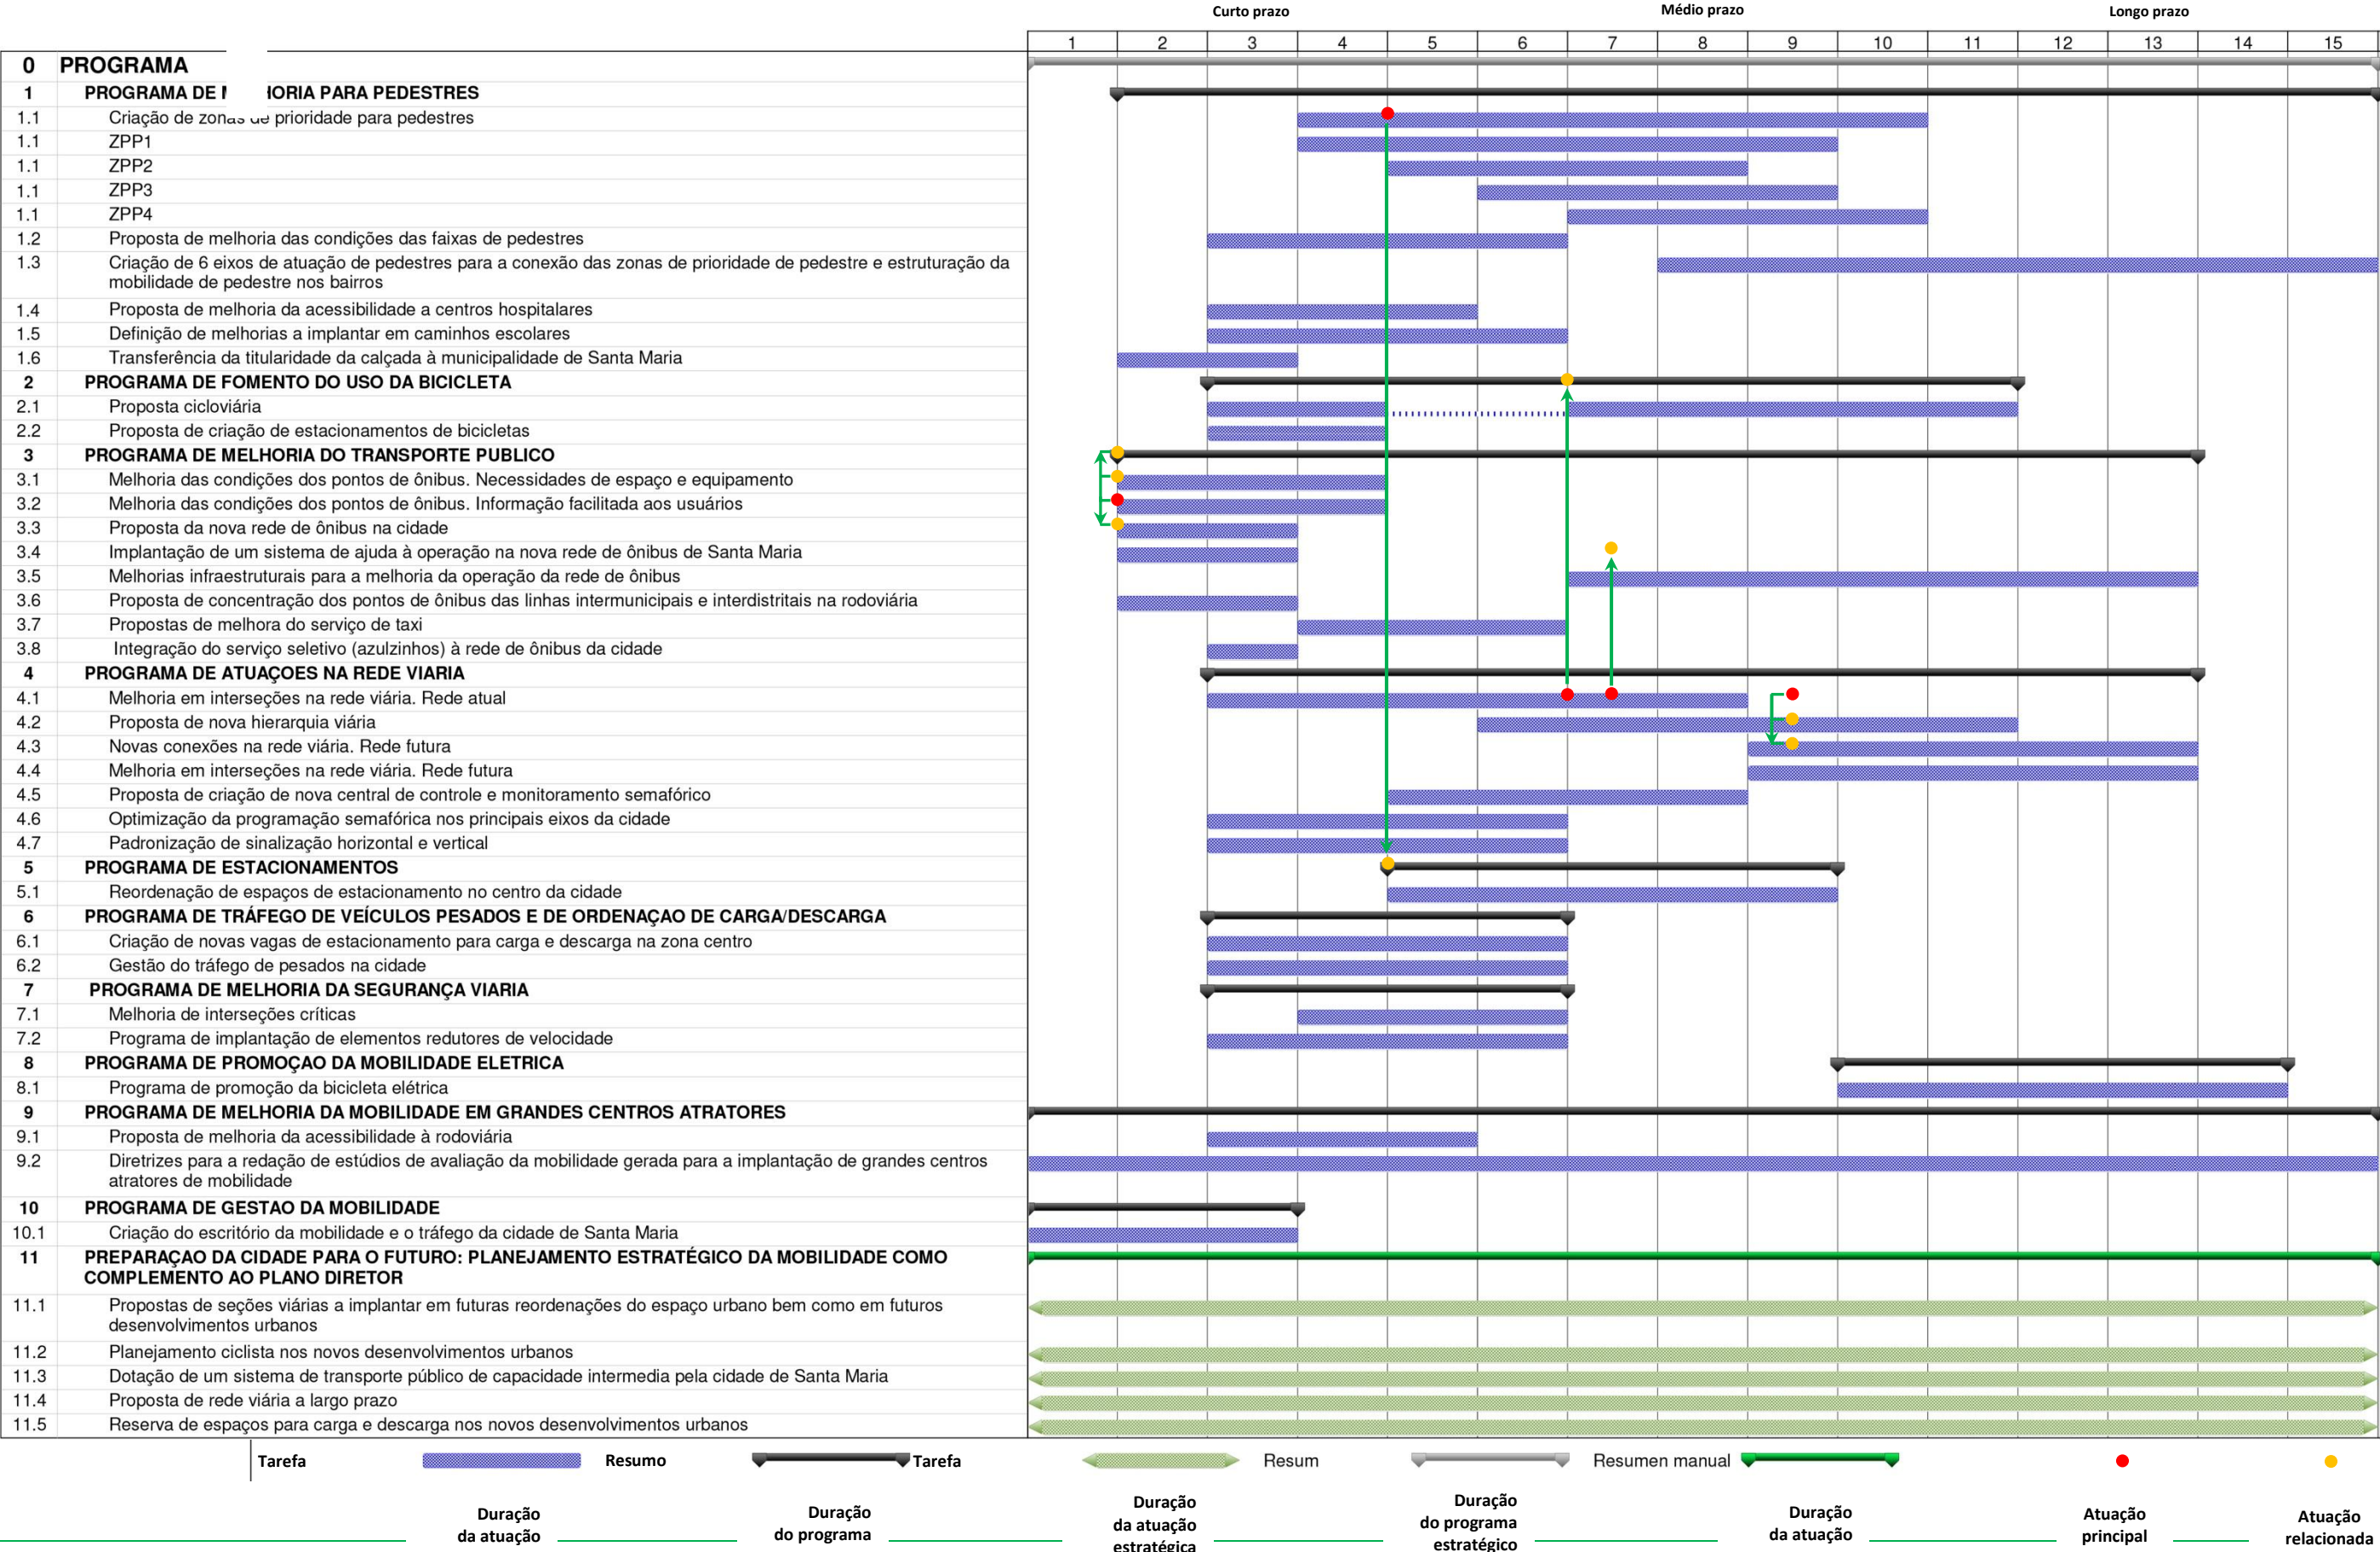 Curto prazo Médio prazo Longo prazo
1 2 3 4 5 6 7 8 9 10 11 12 13 14 15
0 PROGRAMA
1 PROGRAMA DE M HORIA PARA PEDESTRES
1.1 Criação de zonas de prioridade para pedestres
1.1 ZPP1
1.1 ZPP2
1.1 ZPP3
1.1 ZPP4
1.2 Proposta de melhoria das condições das faixas de pedestres
1.3 Criação de 6 eixos de atuação de pedestres para a conexão das zonas de prioridade de pedestre e estruturação da
mobilidade de pedestre nos bairros
1.4 Proposta de melhoria da acessibilidade a centros hospitalares
1.5 Definição de melhorias a implantar em caminhos escolares
1.6 Transferência da titularidade da calçada à municipalidade de Santa Maria
2 PROGRAMA DE FOMENTO DO USO DA BICICLETA
2.1 Proposta cicloviária
2.2 Proposta de criação de estacionamentos de bicicletas
3 PROGRAMA DE MELHORIA DO TRANSPORTE PUBLICO
3.1 Melhoria das condições dos pontos de ônibus. Necessidades de espaço e equipamento
3.2 Melhoria das condições dos pontos de ônibus. Informação facilitada aos usuários
3.3 Proposta da nova rede de ônibus na cidade
3.4 Implantação de um sistema de ajuda à operação na nova rede de ônibus de Santa Maria
3.5 Melhorias infraestruturais para a melhoria da operação da rede de ônibus
3.6 Proposta de concentração dos pontos de ônibus das linhas intermunicipais e interdistritais na rodoviária
3.7 Propostas de melhora do serviço de taxi
3.8 Integração do serviço seletivo (azulzinhos) à rede de ônibus da cidade
4 PROGRAMA DE ATUAÇOES NA REDE VIARIA
4.1 Melhoria em interseções na rede viária. Rede atual
4.2 Proposta de nova hierarquia viária
4.3 Novas conexões na rede viária. Rede futura
4.4 Melhoria em interseções na rede viária. Rede futura
4.5 Proposta de criação de nova central de controle e monitoramento semafórico
4.6 Optimização da programação semafórica nos principais eixos da cidade
4.7 Padronização de sinalização horizontal e vertical
5 PROGRAMA DE ESTACIONAMENTOS
5.1 Reordenação de espaços de estacionamento no centro da cidade
6 PROGRAMA DE TRÁFEGO DE VEÍCULOS PESADOS E DE ORDENAÇAO DE CARGA/DESCARGA
6.1 Criação de novas vagas de estacionamento para carga e descarga na zona centro
6.2 Gestão do tráfego de pesados na cidade
7 PROGRAMA DE MELHORIA DA SEGURANÇA VIARIA
7.1 Melhoria de interseções críticas
7.2 Programa de implantação de elementos redutores de velocidade
8 PROGRAMA DE PROMOÇAO DA MOBILIDADE ELETRICA
8.1 Programa de promoção da bicicleta elétrica
9 PROGRAMA DE MELHORIA DA MOBILIDADE EM GRANDES CENTROS ATRATORES
9.1 Proposta de melhoria da acessibilidade à rodoviária
9.2 Diretrizes para a redação de estúdios de avaliação da mobilidade gerada para a implantação de grandes centros
atratores de mobilidade
10 PROGRAMA DE GESTAO DA MOBILIDADE
10.1 Criação do escritório da mobilidade e o tráfego da cidade de Santa Maria
11 PREPARAÇAO DA CIDADE PARA O FUTURO: PLANEJAMENTO ESTRATÉGICO DA MOBILIDADE COMO
COMPLEMENTO AO PLANO DIRETOR
11.1 Propostas de seções viárias a implantar em futuras reordenações do espaço urbano bem como em futuros
desenvolvimentos urbanos
11.2 Planejamento ciclista nos novos desenvolvimentos urbanos
11.3 Dotação de um sistema de transporte público de capacidade intermedia pela cidade de Santa Maria
11.4 Proposta de rede viária a largo prazo
11.5 Reserva de espaços para carga e descarga nos novos desenvolvimentos urbanos
Tarefa Resumo Tarefa Resum Resumen manual
Duração
da atuação
Duração
do programa
Duração
da atuação
estratégica
Duração
do programa
estratégico
Duração
da atuação
Atuação
principal
Atuação
relacionada